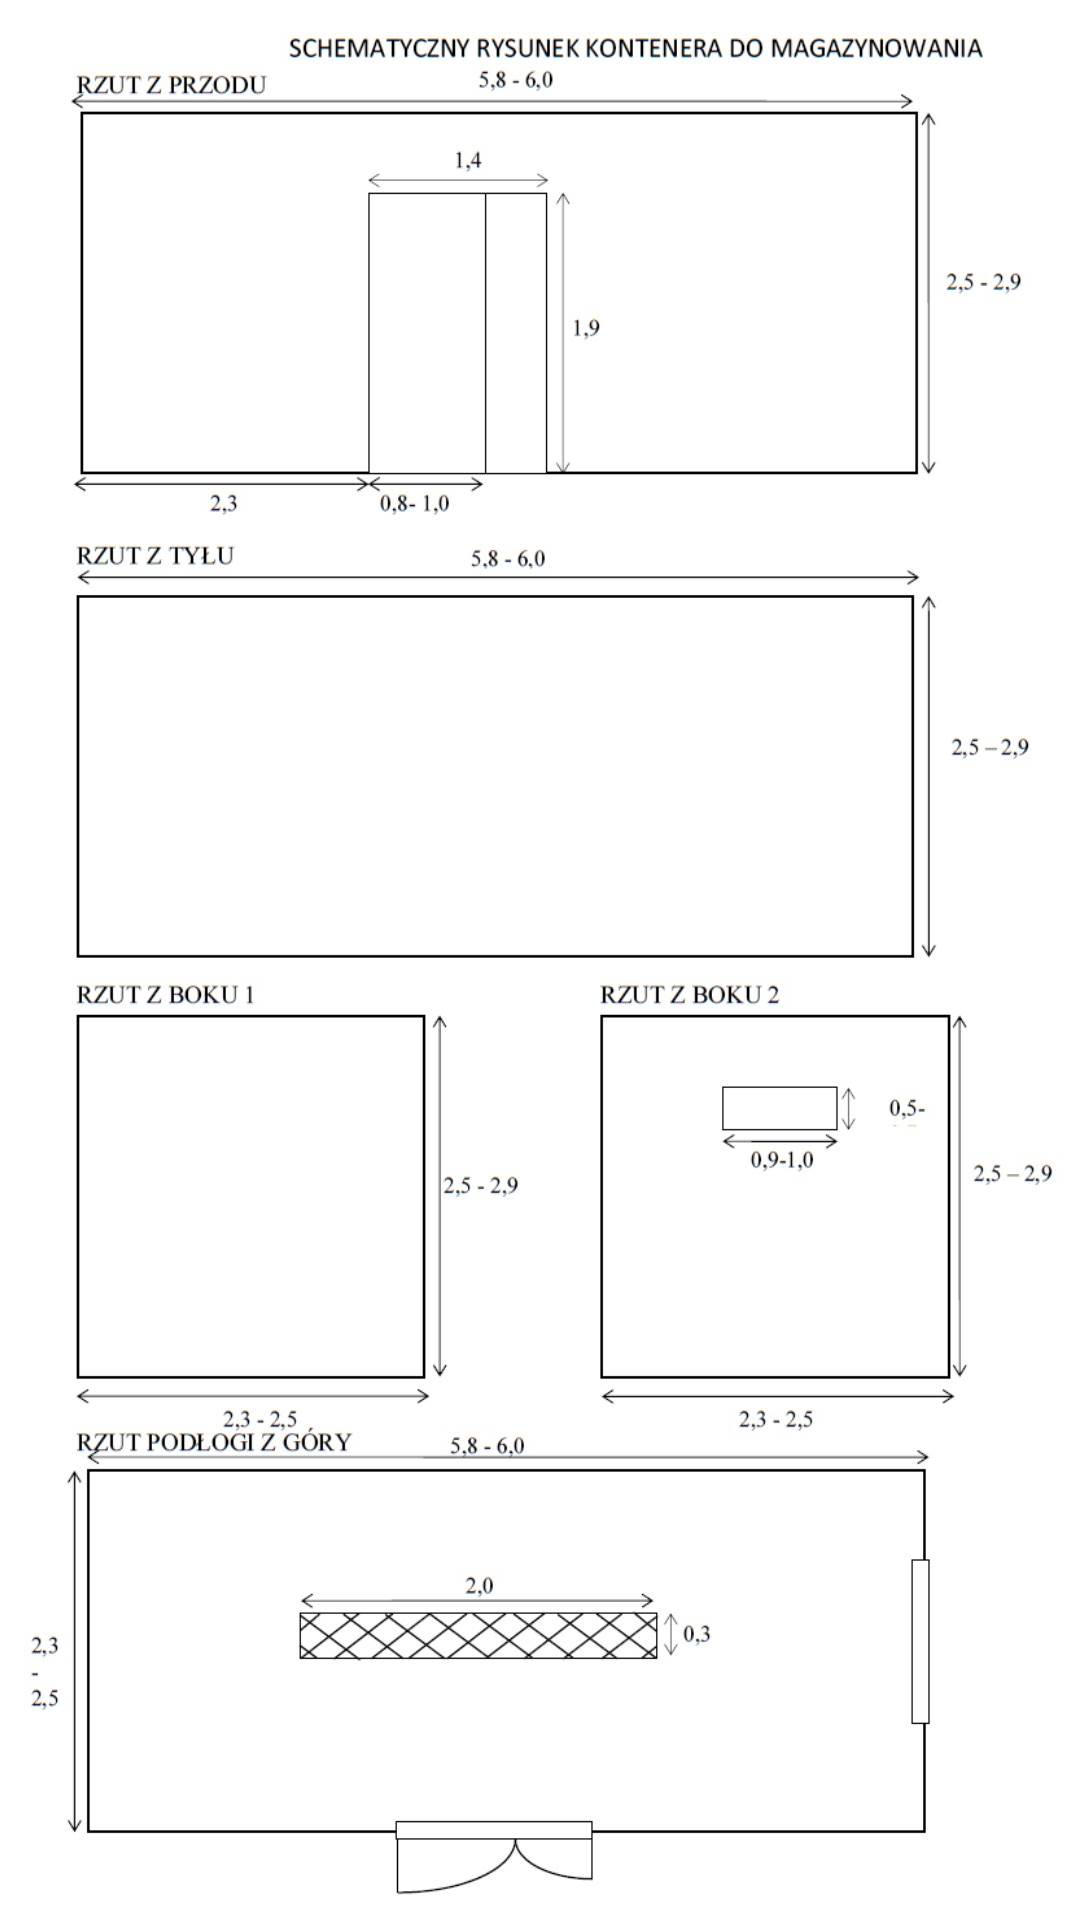 SCHEMATYCZNY RYSUNEK KONTENERA DO MAGAZYNOWANIA
RZUT Z PRZODU
5,8 - 6,0
1,4
2,5 - 2,9
1,9
2,3
0,8- 1,0
RZUT Z TYŁU
5,8 - 6,0
2,5 – 2,9
RZUT Z BOKU 1
RZUT Z BOKU 2
0,5-
0,9-1,0
2,5 - 2,9
2,5 – 2,9
2,3 - 2,5
2,3 - 2,5
RZUT PODŁOGI Z GÓRY
5,8 - 6,0
2,0
0,3
2,3
-
2,5